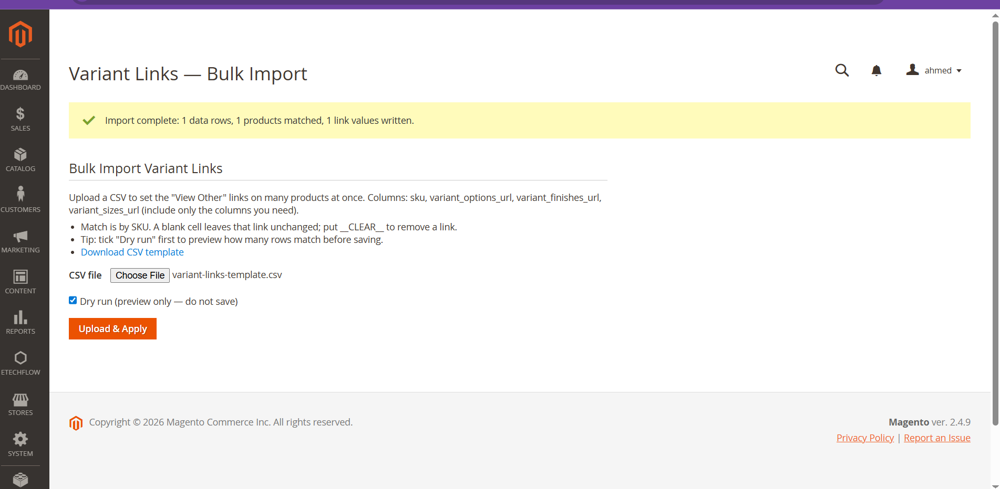 DASHBOARD
SALES
CATALOG
CUSTOMERS
MARKETING
CONTENT
REPORTS
ETECHFLOW
STORES
SYSTEM
Variant Links — Bulk Import
ahmed
Import complete: 1 data rows, 1 products matched, 1 link values written.
Bulk Import Variant Links
Upload a CSV to set the "View Other" links on many products at once. Columns: sku, variant_options_url, variant_finishes_url,
variant_sizes_url (include only the columns you need).
• Match is by SKU. A blank cell leaves that link unchanged; put __CLEAR__ to remove a link.
• Tip: tick "Dry run" first to preview how many rows match before saving.
• Download CSV template
CSV file Choose File variant-links-template.csv
Dry run (preview only — do not save)
Upload & Apply
Copyright © 2026 Magento Commerce Inc. All rights reserved.
Magento ver. 2.4.9
Privacy Policy | Report an Issue